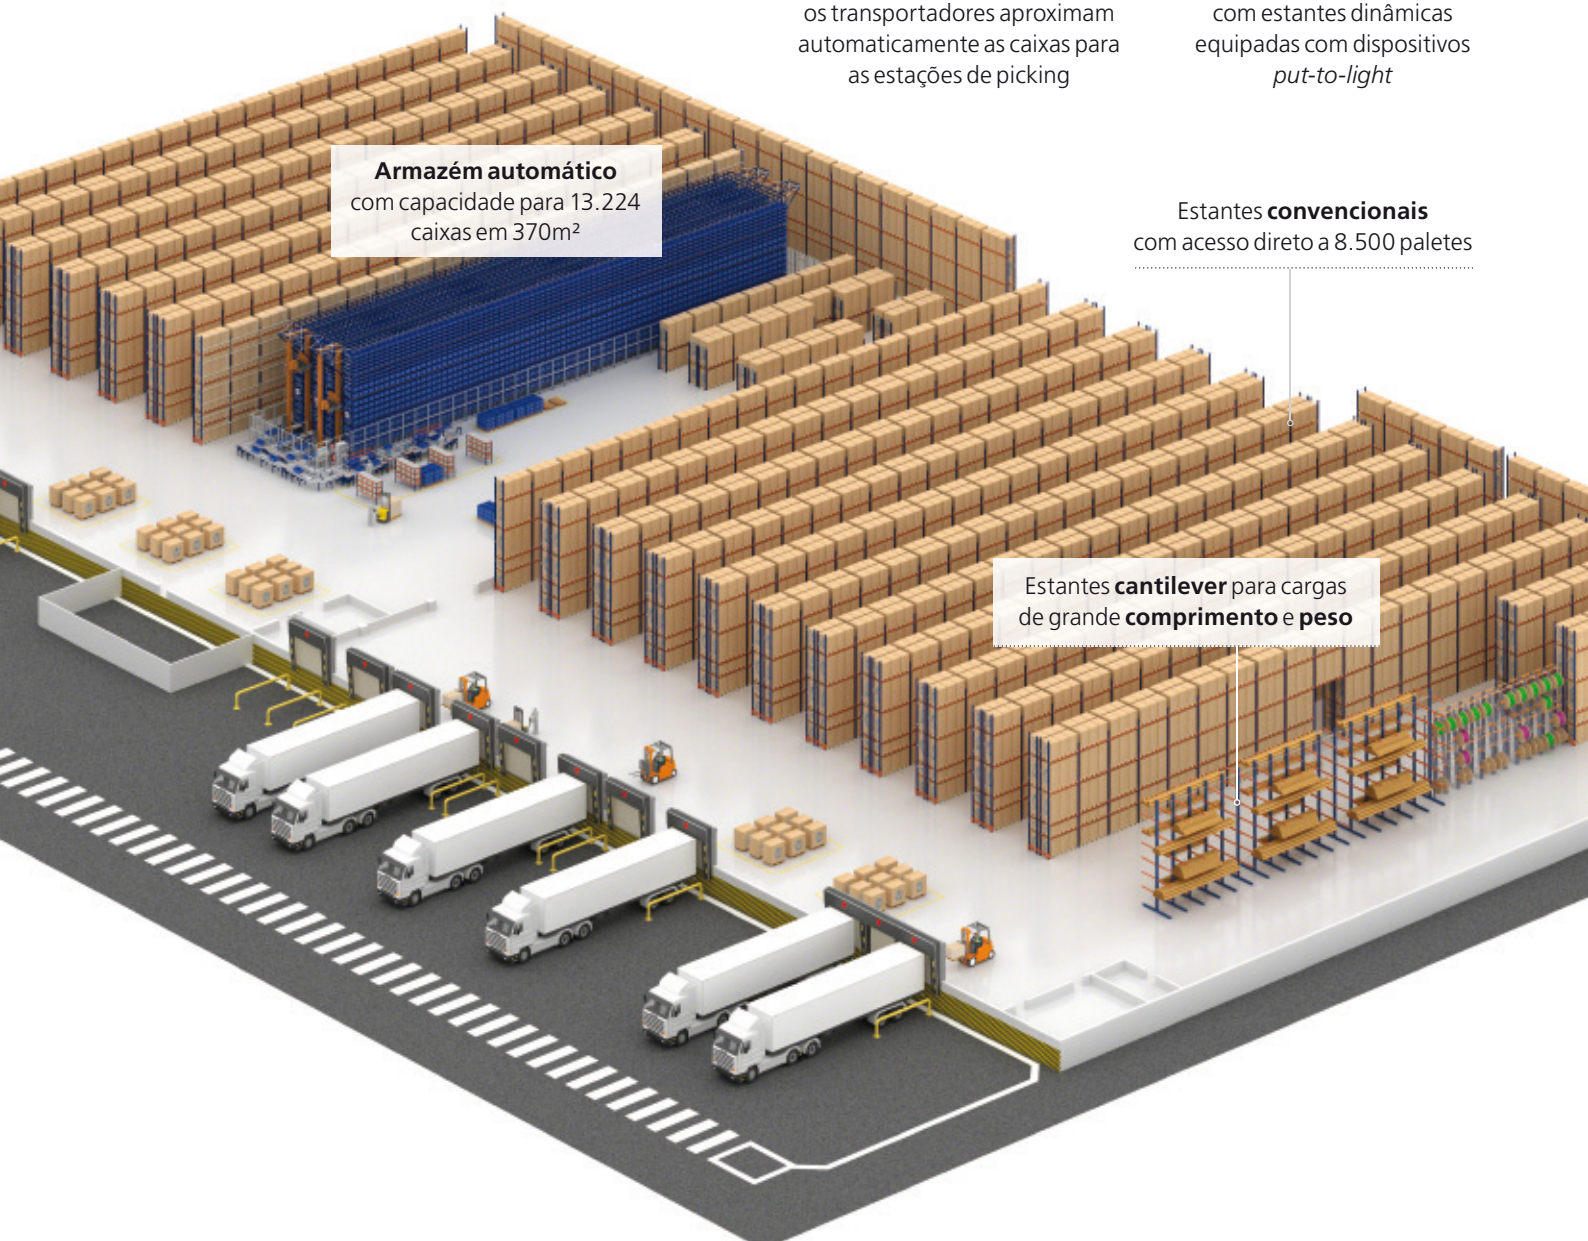 os transportadores aproximam
automaticamente as caixas para
as estações de picking
com estantes dinâmicas
equipadas com dispositivos
put-to-light
Armazém automático
com capacidade para 13.224
caixas em 370m²
Estantes convencionais
com acesso direto a 8.500 paletes
Estantes cantilever para cargas
de grande comprimento e peso